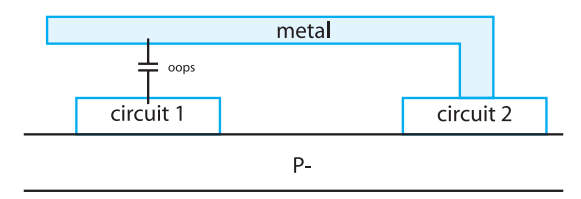 metal
oops
circuit 1
circuit 2
P-